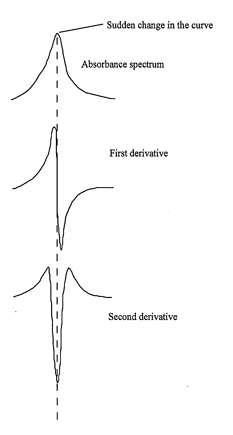 Sudden change in the curve
Absorbance spectrum
First derivative
Second derivative